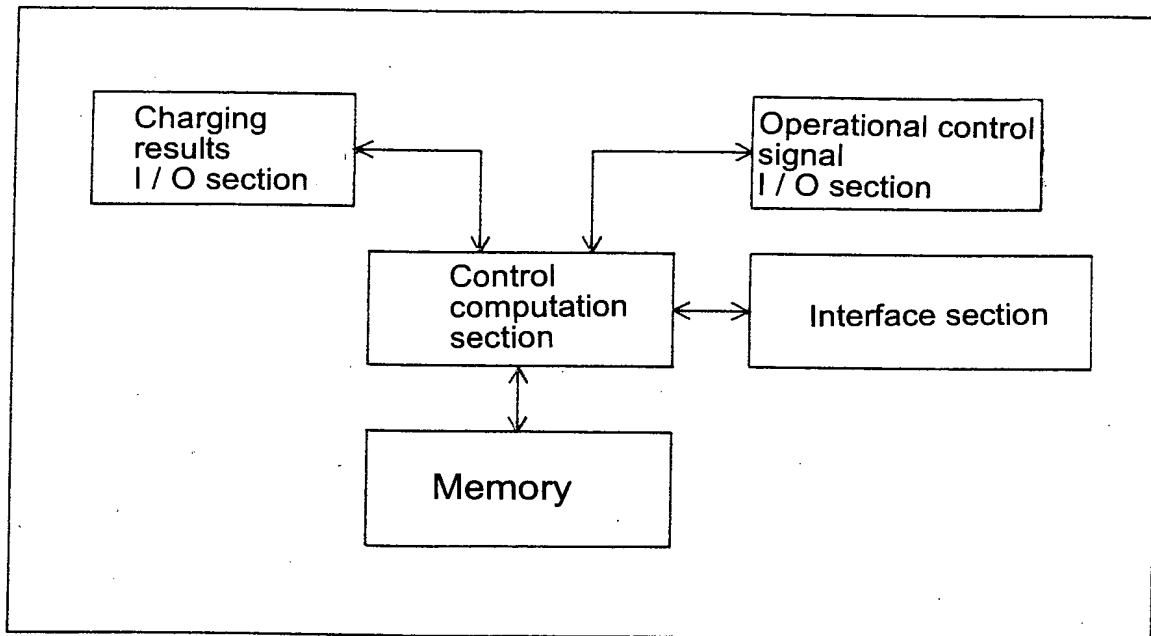 Charging
results
I / O section
Operational control
signal
I / O section
Control
computation
section
Interface section
Memory